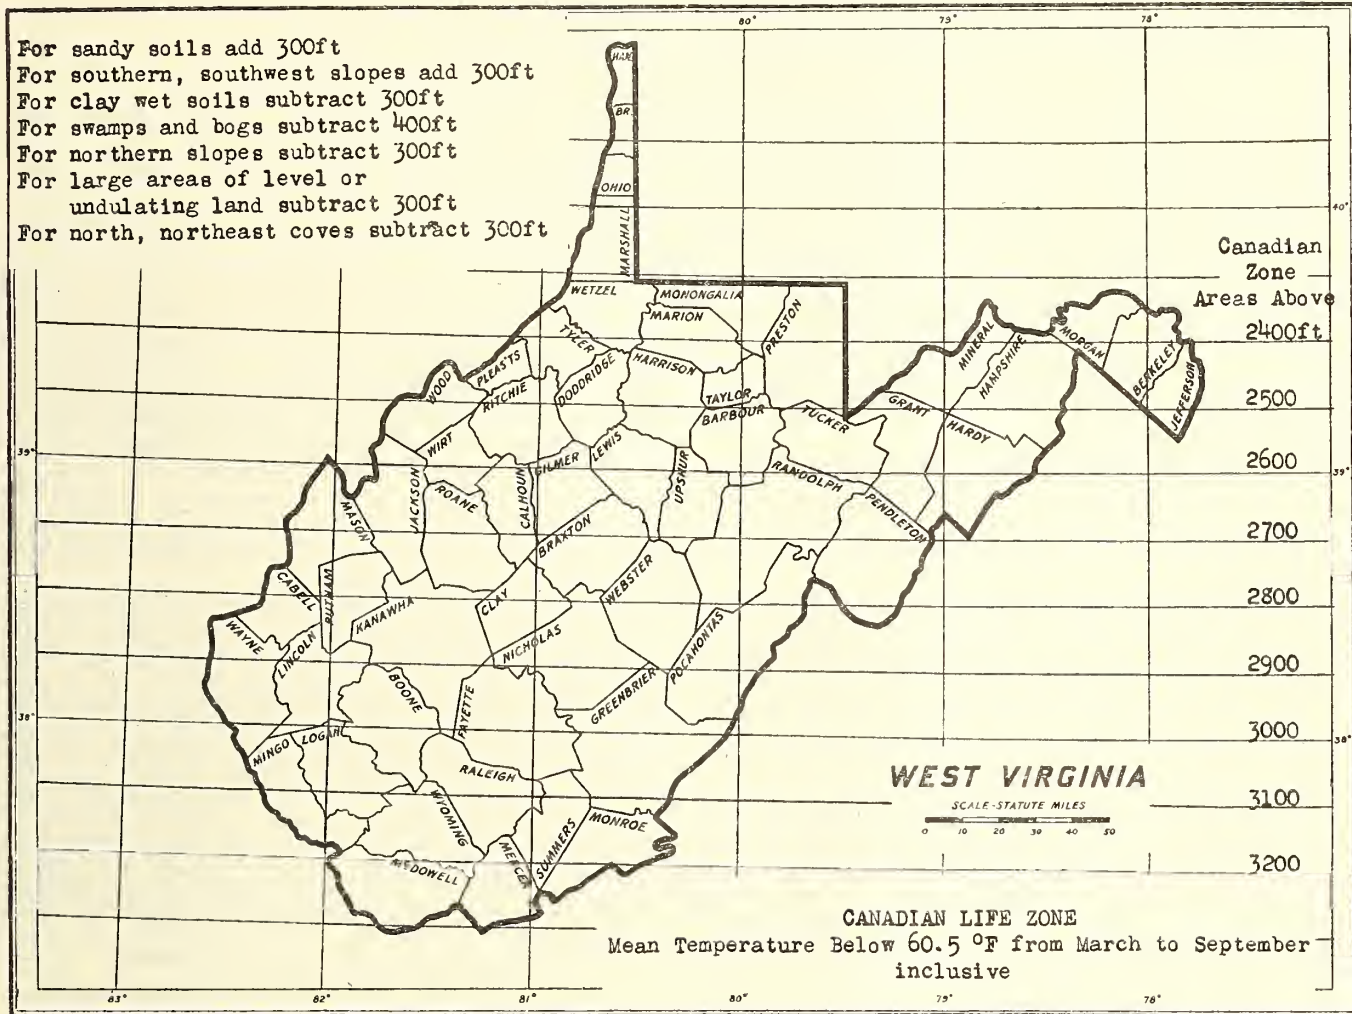 For sandy soils add 300ft
For southern, southwest slopes add 300ft
For clay wet soils subtract 300ft
For swamps and bogs subtract 400ft
For northern slopes subtract 300ft
For large areas of level or
undulating land subtract 300ft
For north, northeast coves subtract 300ft
80° 79° 78°
BR.
OHIO
MARSHALL
40°
Canadian
Zone
Areas Above
WETZEL
MONONGALIA
MARION
PRESTON
TYLER
PLEASTS
HARRISON
MINERAL
HAMPSHIRE
MORGAN
BERKELEY
JEFFERSON
2400ft
WOOD
RITCHIE
DODDRIDGE
TAYLOR
BARBOUR
TUCKER
GRANT
HARDY
2500
39°
WIRT
JACKSON
ROANE
CALHOUN
GILMER
LEWIS
UPSHUR
RANDOLPH
PENDLETON
2600
39°
MASON
BRAXTON
2700
CABELL
PUTNAM
KANAWHA
CLAY
WEBSTER
2800
WAYNE
LINCOLN
NICHOLAS
POCAHONTAS
BOONE
FAYETTE
GREENBRIER
2900
38°
MINGO
LOGAN
3000
38°
RALEIGH
WYOMING
SUMMERS
MONROE
WEST VIRGINIA
SCALE-STATUTE MILES
0 10 20 30 40 50
3100
McDOWELL
MERCER
3200
CANADIAN LIFE ZONE
Mean Temperature Below 60.5 °F from March to September
inclusive
83° 82° 81° 80° 79° 78°